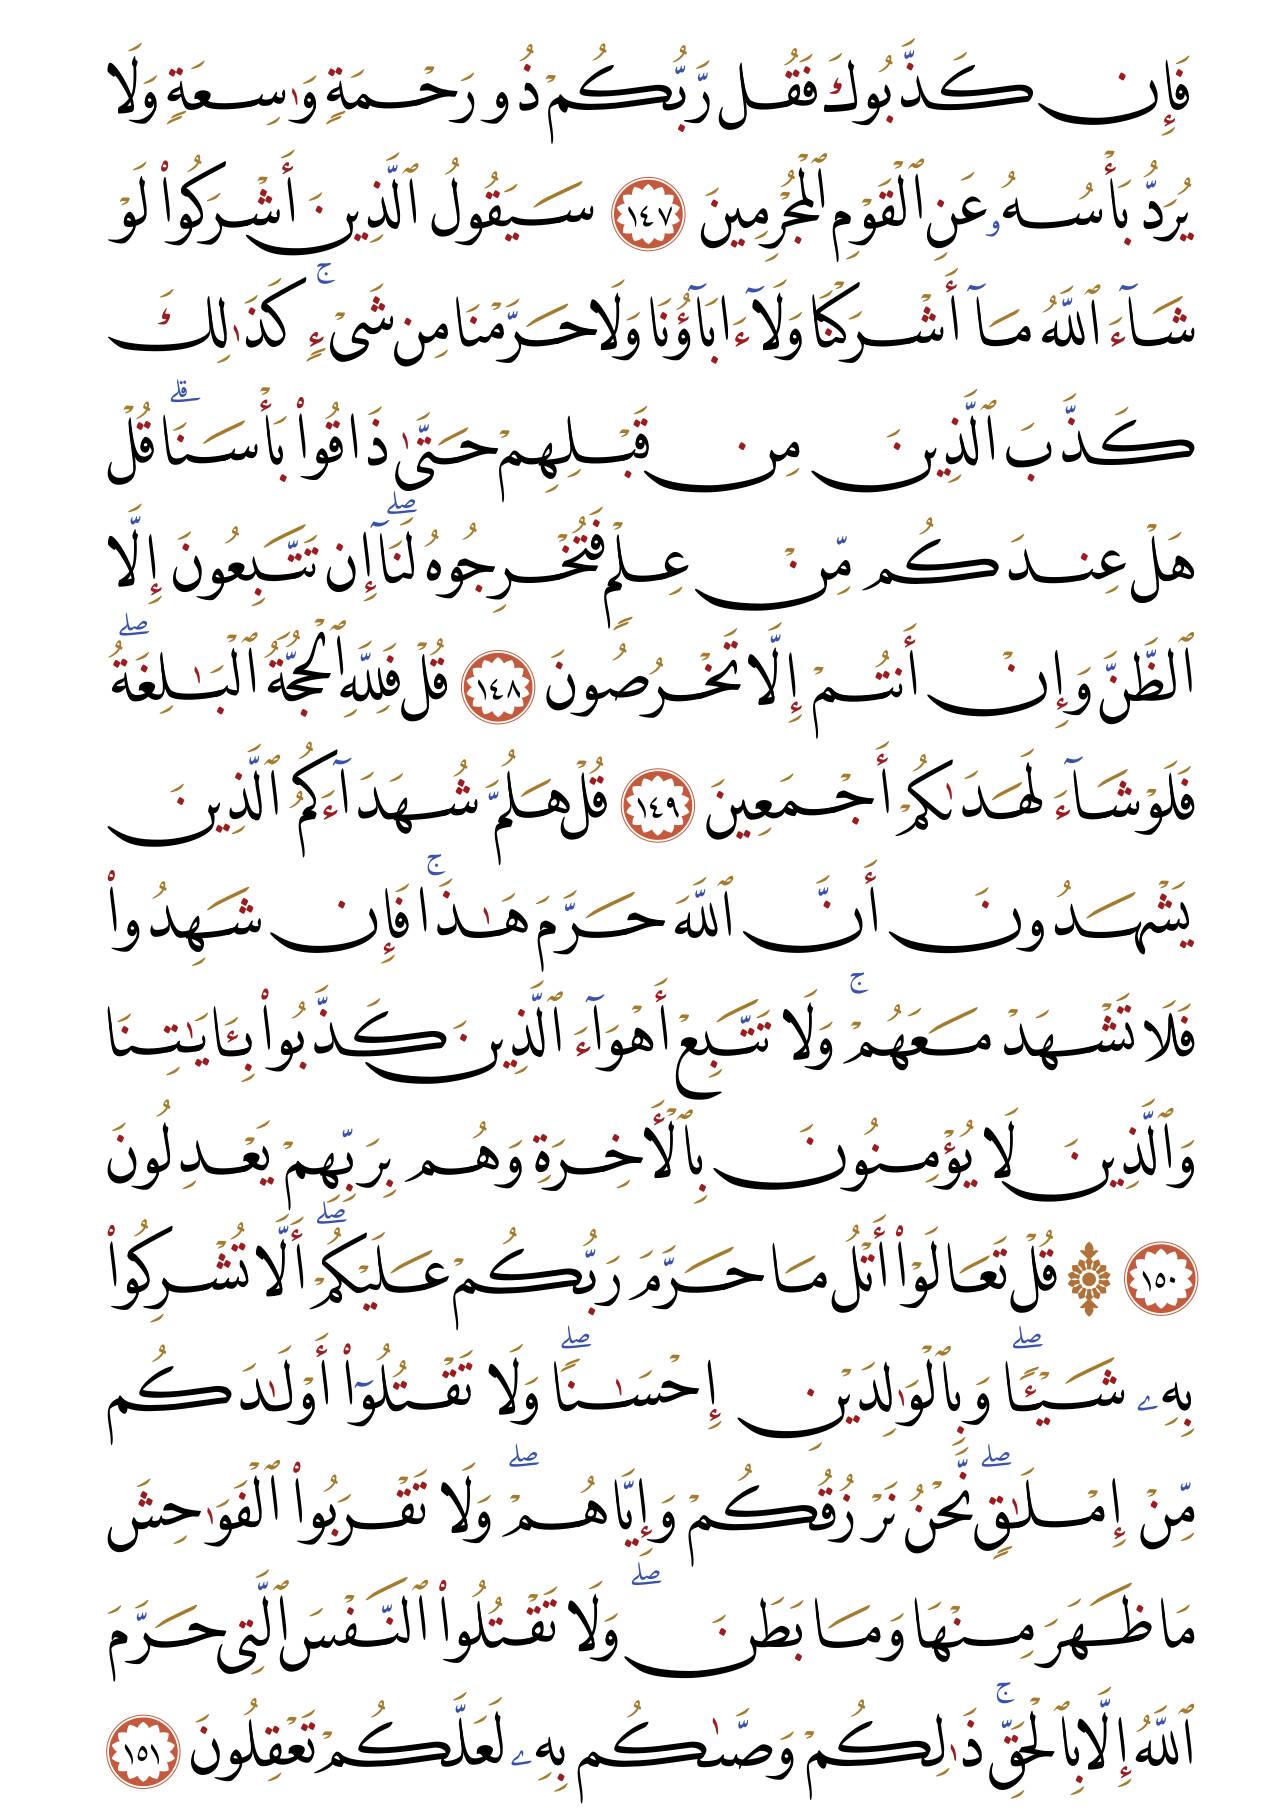 فَإِن كَذَّبُوكَ فَقُل رَّبُّكُمْ ذُو رَحْمَةٍ وَٰسِعَةٍ وَلَا
يُرَدُّ بَأْسُهُۥ عَنِ ٱلْقَوْمِ ٱلْمُجْرِمِينَ ١٤٧ سَيَقُولُ ٱلَّذِينَ أَشْرَكُوا۟ لَوْ
شَآءَ ٱللَّهُ مَآ أَشْرَكْنَا وَلَآ ءَابَآؤُنَا وَلَا حَرَّمْنَا مِن شَىْءٍۚ كَذَٰلِكَ
كَذَّبَ ٱلَّذِينَ مِن قَبْلِهِمْ حَتَّىٰ ذَاقُوا۟ بَأْسَنَاۗ قُلْ
هَلْ عِندَكُم مِّنْ عِلْمٍ فَتُخْرِجُوهُ لَنَآۖ إِن تَتَّبِعُونَ إِلَّا
ٱلظَّنَّ وَإِنْ أَنتُمْ إِلَّا تَخْرُصُونَ ١٤٨ قُلْ فَلِلَّهِ ٱلْحُجَّةُ ٱلْبَٰلِغَةُۖ
فَلَوْ شَآءَ لَهَدَىٰكُمْ أَجْمَعِينَ ١٤٩ قُلْ هَلُمَّ شُهَدَآءَكُمُ ٱلَّذِينَ
يَشْهَدُونَ أَنَّ ٱللَّهَ حَرَّمَ هَٰذَاۚ فَإِن شَهِدُوا۟
فَلَا تَشْهَدْ مَعَهُمْۚ وَلَا تَتَّبِعْ أَهْوَآءَ ٱلَّذِينَ كَذَّبُوا۟ بِـَٔايَٰتِنَا
وَٱلَّذِينَ لَا يُؤْمِنُونَ بِٱلْأَخِرَةِ وَهُم بِرَبِّهِمْ يَعْدِلُونَ
١٥٠ ۞ قُلْ تَعَالَوْا۟ أَتْلُ مَا حَرَّمَ رَبُّكُمْ عَلَيْكُمْۖ أَلَّا تُشْرِكُوا۟
بِهِۦ شَيْـًٔاۖ وَبِٱلْوَٰلِدَيْنِ إِحْسَٰنًاۖ وَلَا تَقْتُلُوٓا۟ أَوْلَٰدَكُم
مِّنْ إِمْلَٰقٍۖ نَّحْنُ نَرْزُقُكُمْ وَإِيَّاهُمْۖ وَلَا تَقْرَبُوا۟ ٱلْفَوَٰحِشَ
مَا ظَهَرَ مِنْهَا وَمَا بَطَنَۖ وَلَا تَقْتُلُوا۟ ٱلنَّفْسَ ٱلَّتِى حَرَّمَ
ٱللَّهُ إِلَّا بِٱلْحَقِّۚ ذَٰلِكُمْ وَصَّىٰكُم بِهِۦ لَعَلَّكُمْ تَعْقِلُونَ ١٥١